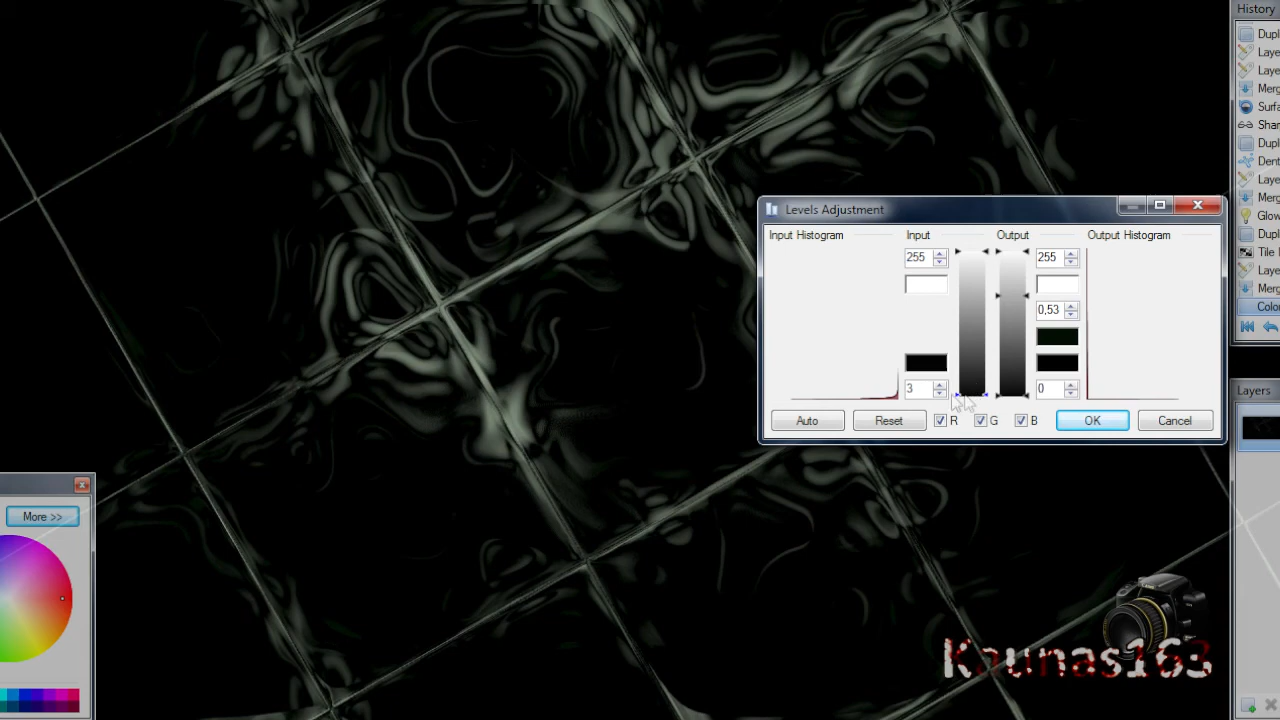 History
Dupl
Laye
Laye
Merg
Surfa
Shar
Dupl
Dent
Laye
Merg
Glow
Dupl
Tile
Laye
Merg
Color
Levels Adjustment
Input Histogram Input Output Output Histogram
255 255
0,53
3 0
Auto Reset R G B OK Cancel
Layers
More >>
Kaunas163